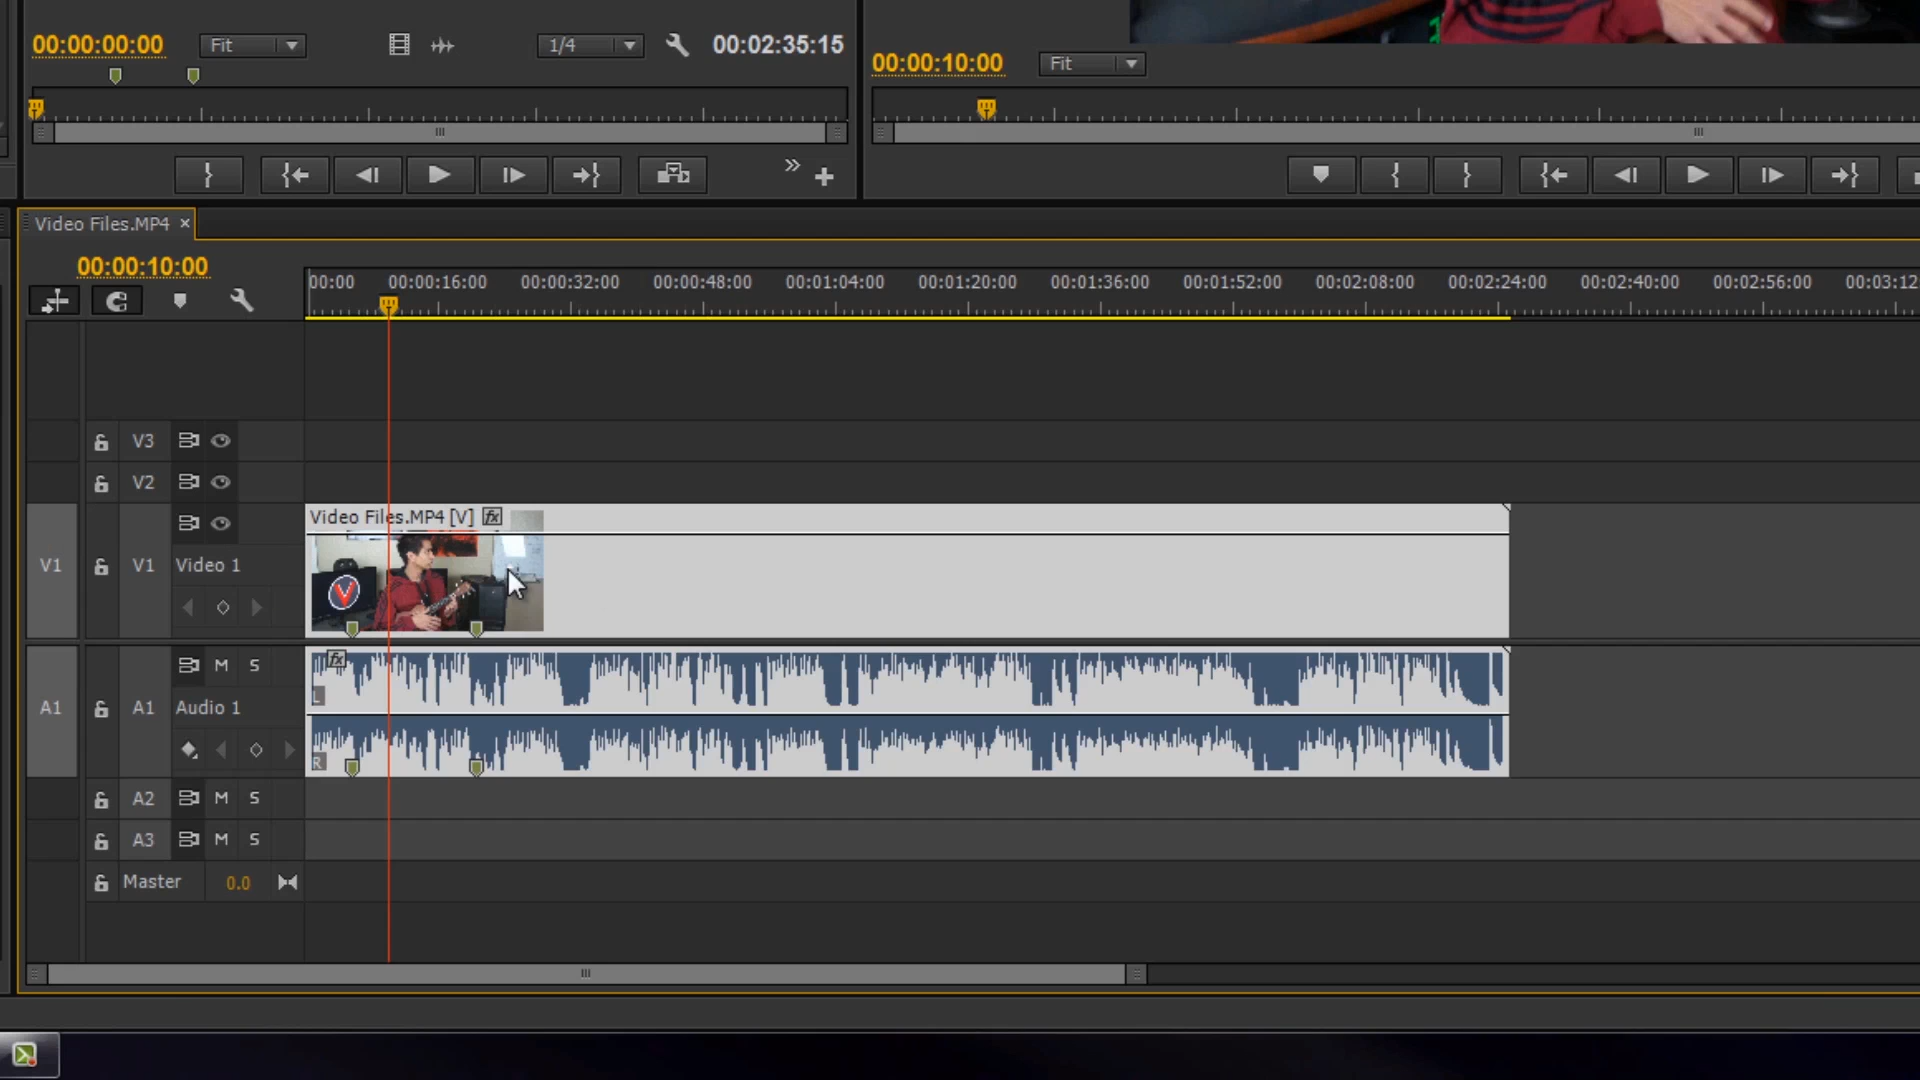 00:00:00:00 Fit 1/4 00:02:35:15
00:00:10:00 Fit
Video Files.MP4 ×
00:00:10:00
00:00 00:00:16:00 00:00:32:00 00:00:48:00 00:01:04:00 00:01:20:00 00:01:36:00 00:01:52:00 00:02:08:00 00:02:24:00 00:02:40:00 00:02:56:00 00:03:12
V3
V2
Video Files.MP4 [V] fx
V1 V1 Video 1
V
M S fx
L
A1 A1 Audio 1
R
A2 M S
A3 M S
Master 0.0